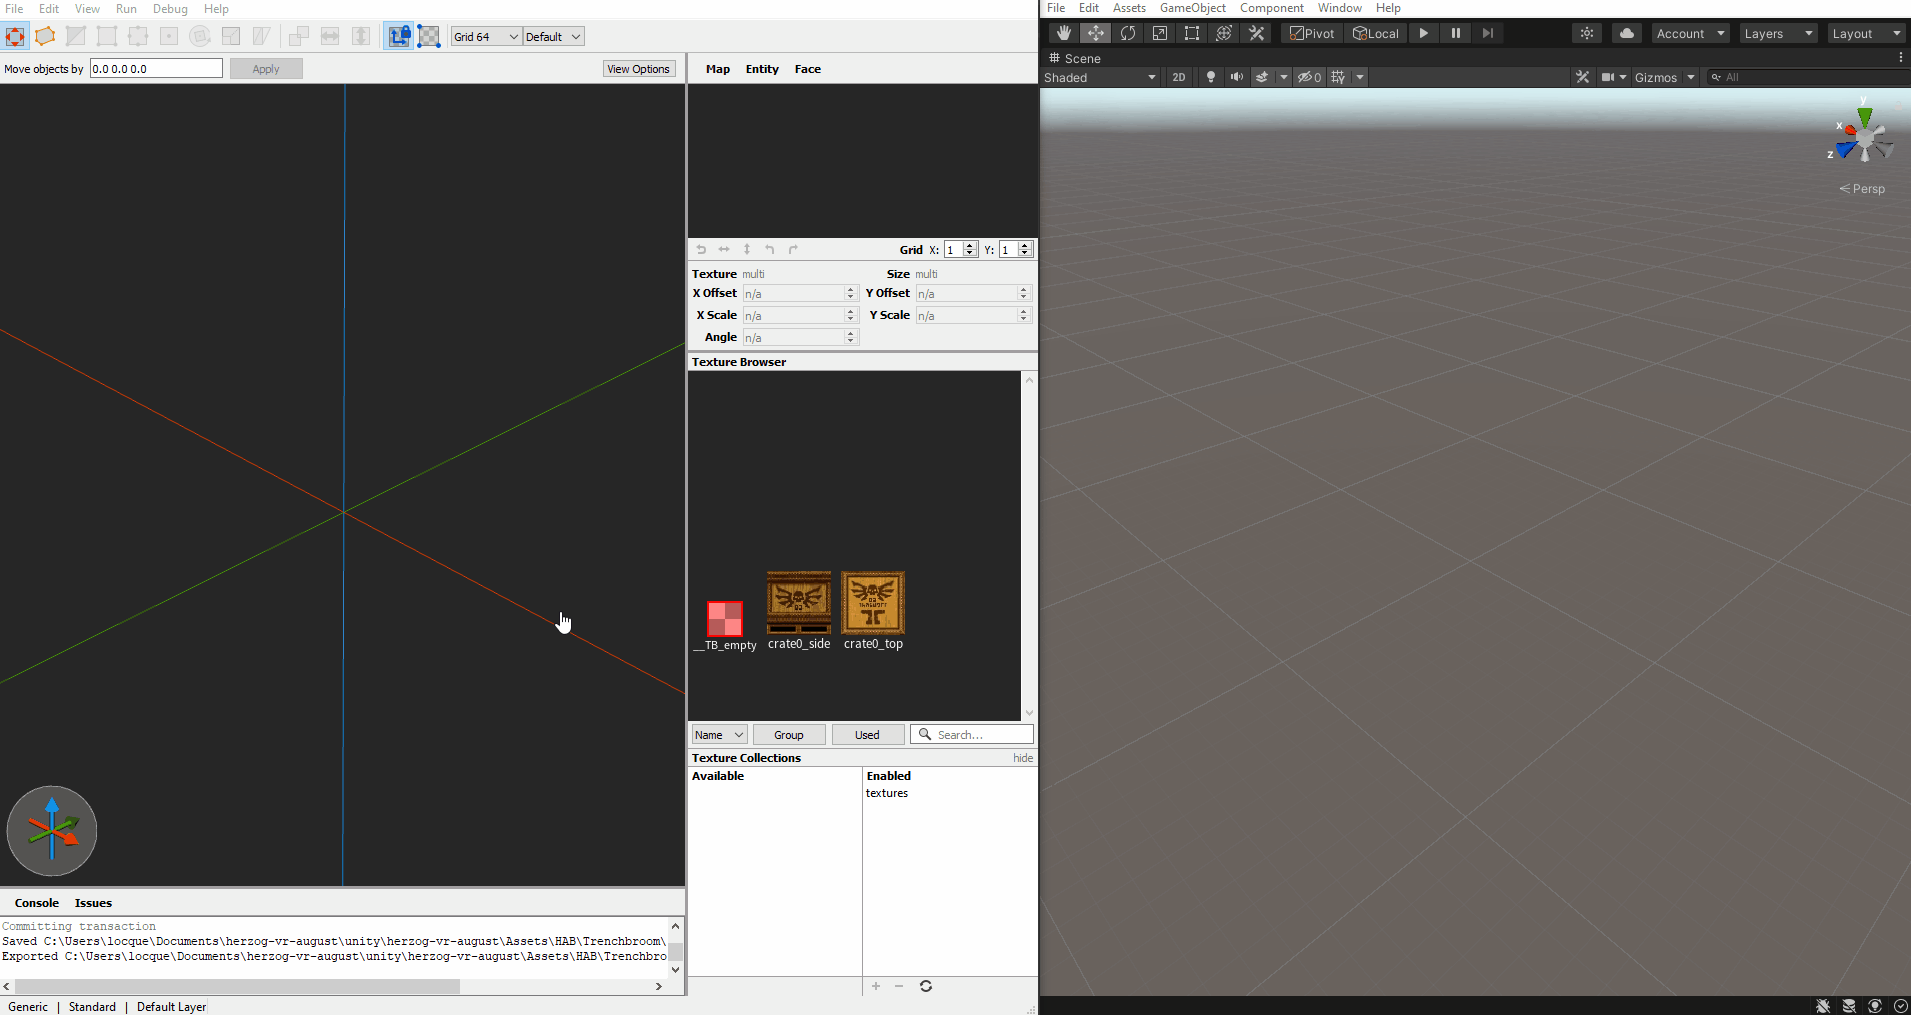 File Edit View Run Debug Help
Grid 64 Default
Move objects by 0.0 0.0 0.0 Apply View Options
Map Entity Face
Grid X: 1 Y: 1
Texture multi Size multi
X Offset n/a Y Offset n/a
X Scale n/a Y Scale n/a
Angle n/a
Texture Browser
__TB_empty crate0_side crate0_top
Name Group Used Search...
Texture Collections hide
Available Enabled
textures
Console Issues
Committing transaction
Saved C:\Users\locque\Documents\herzog-vr-august\unity\herzog-vr-august\Assets\HAB\Trenchbroom\
Exported C:\Users\locque\Documents\herzog-vr-august\unity\herzog-vr-august\Assets\HAB\Trenchbro
Generic | Standard | Default Layer
File Edit Assets GameObject Component Window Help
Pivot Local Account Layers Layout
Scene
Shaded 2D 0 Gizmos All
y
x
z
Persp